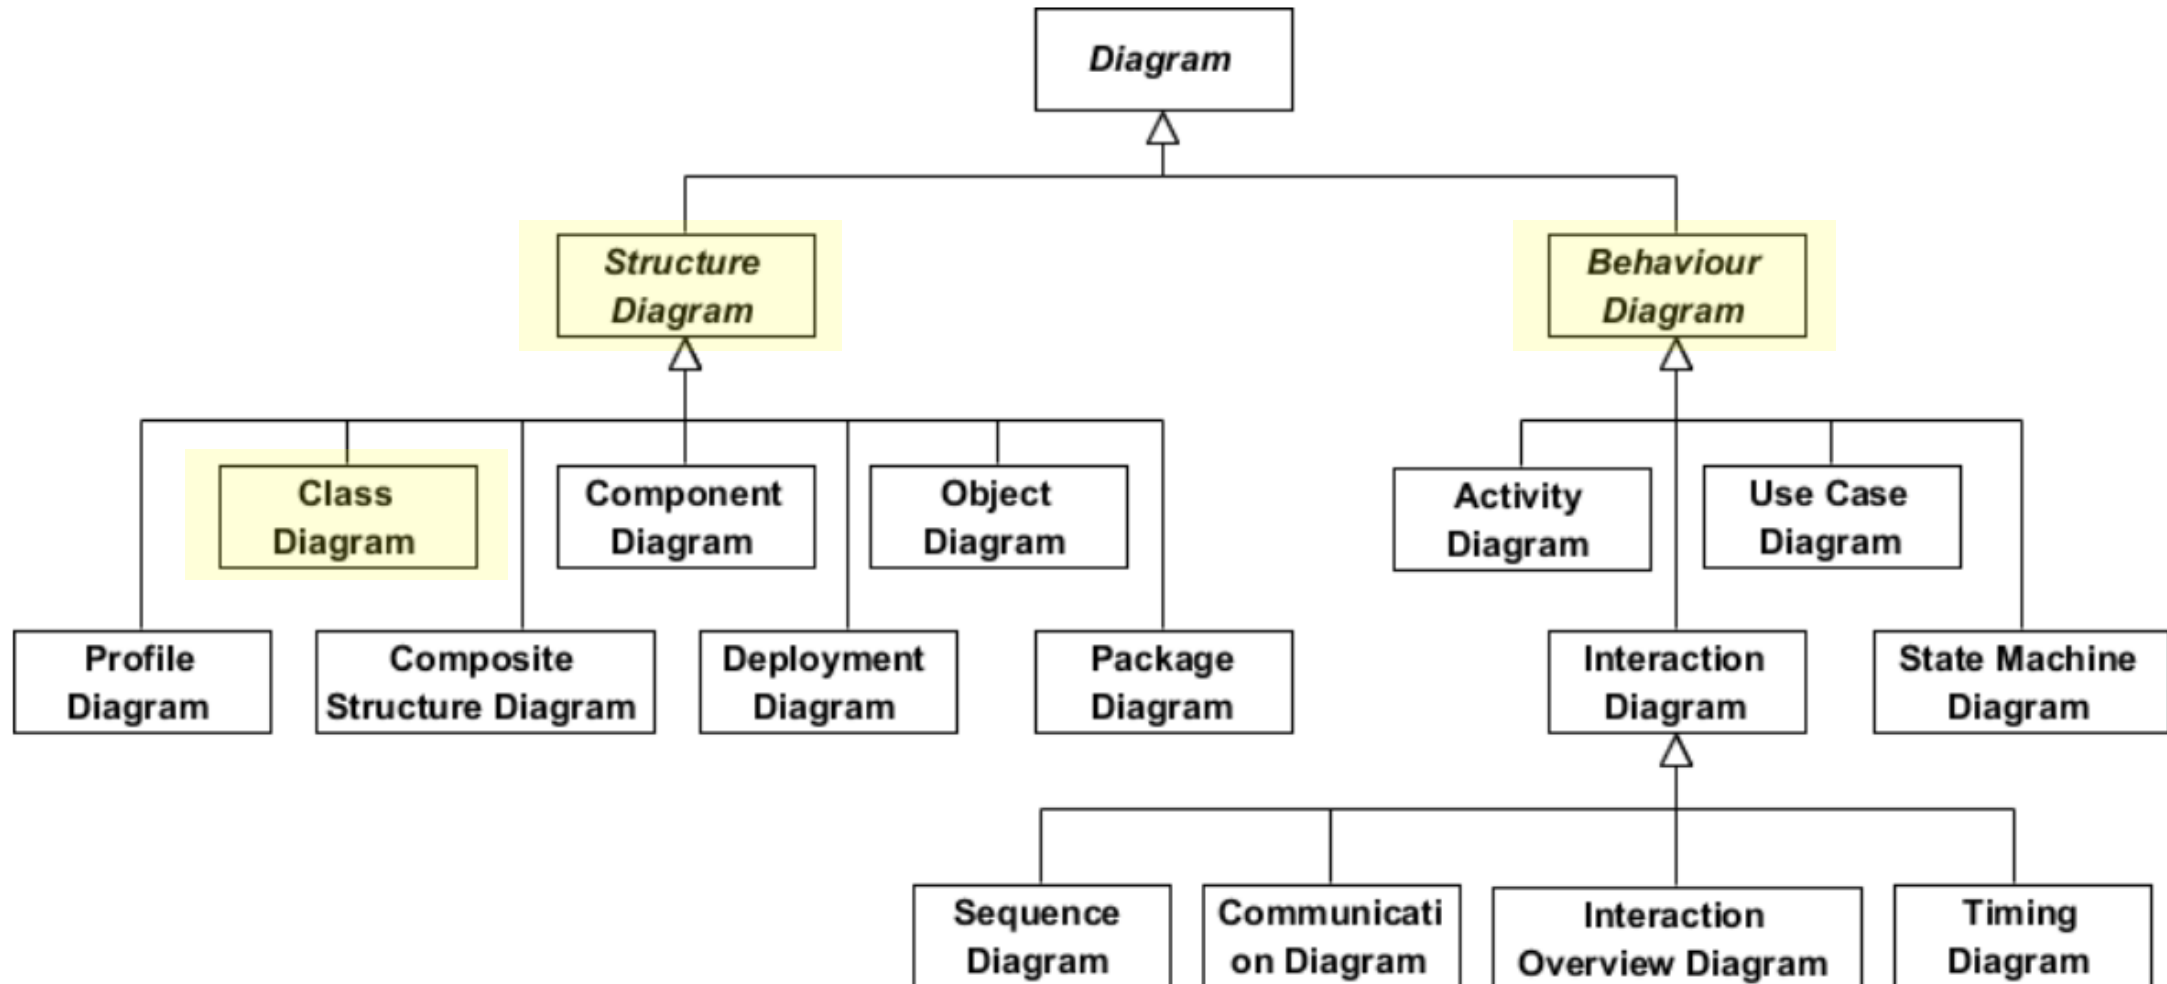 Diagram
Structure
Diagram
Behaviour
Diagram
Class
Diagram
Component
Diagram
Object
Diagram
Activity
Diagram
Use Case
Diagram
Profile
Diagram
Composite
Structure Diagram
Deployment
Diagram
Package
Diagram
Interaction
Diagram
State Machine
Diagram
Sequence
Diagram
Communicati
on Diagram
Interaction
Overview Diagram
Timing
Diagram